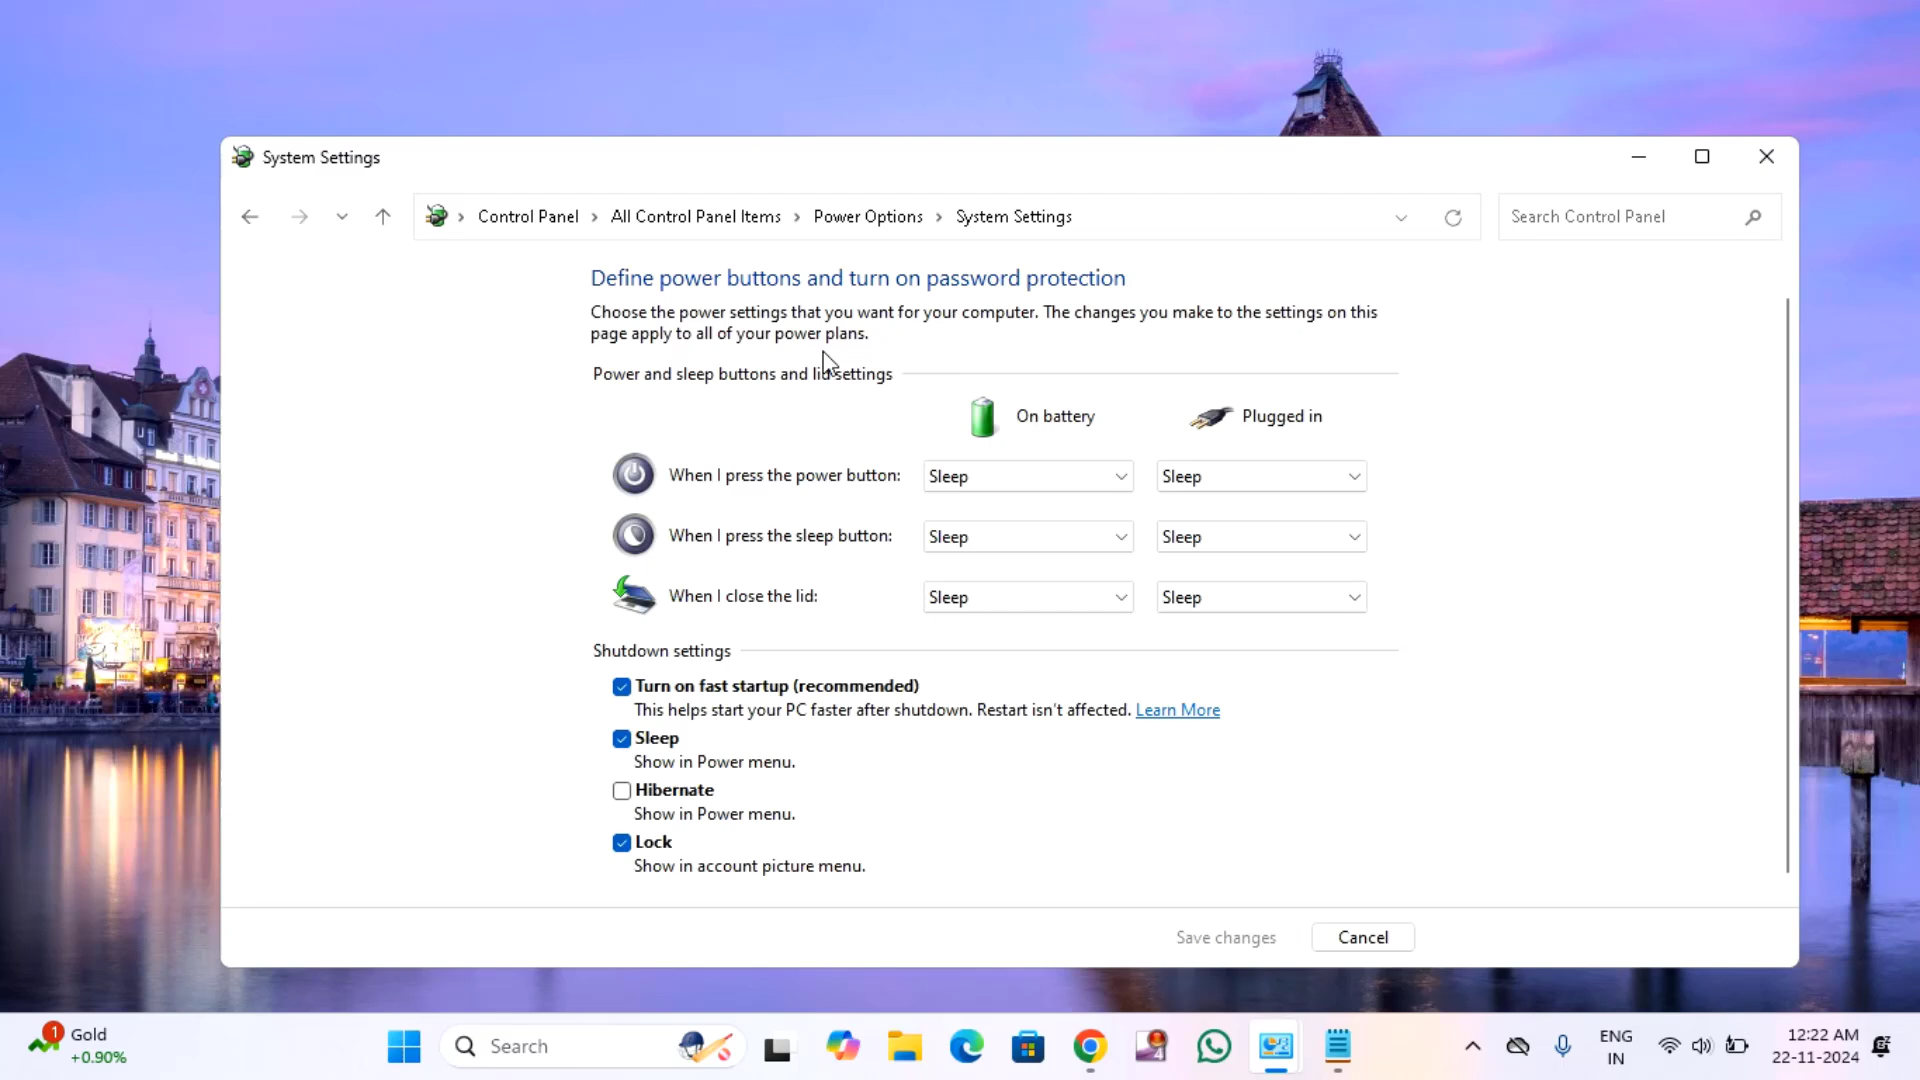 System Settings
Control Panel
All Control Panel Items
Power Options
System Settings
Search Control Panel
Define power buttons and turn on password protection
Choose the power settings that you want for your computer. The changes you make to the settings on this
page apply to all of your power plans.
Power and sleep buttons and lid settings
On battery
Plugged in
When I press the power button:
Sleep
Sleep
When I press the sleep button:
Sleep
Sleep
When I close the lid:
Sleep
Sleep
Shutdown settings
Turn on fast startup (recommended)
This helps start your PC faster after shutdown. Restart isn't affected. Learn More
Sleep
Show in Power menu.
Hibernate
Show in Power menu.
Lock
Show in account picture menu.
Save changes
Cancel
1
Gold
+0.90%
Search
4
ENG
IN
12:22 AM
22-11-2024